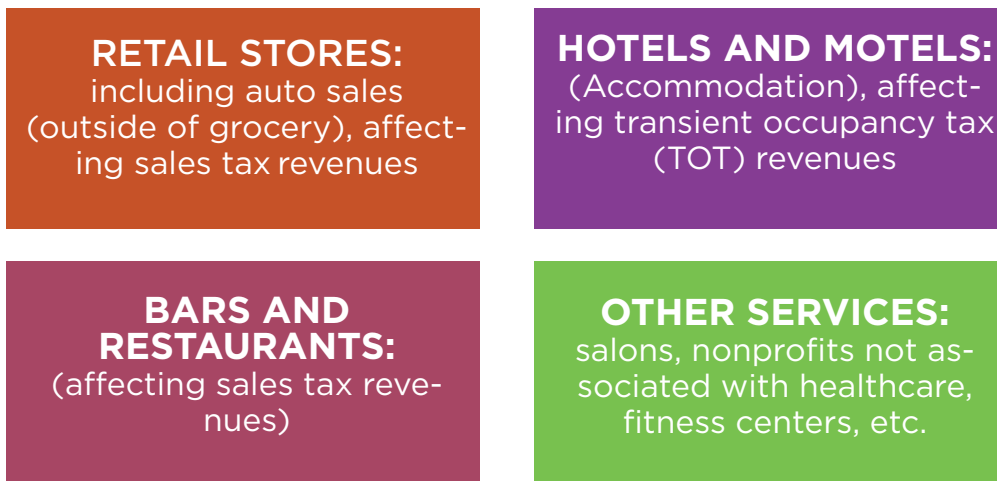 RETAIL STORES:
including auto sales
(outside of grocery), affect-
ing sales tax revenues
HOTELS AND MOTELS:
(Accommodation), affect-
ing transient occupancy tax
(TOT) revenues
BARS AND
RESTAURANTS:
(affecting sales tax reve-
nues)
OTHER SERVICES:
salons, nonprofits not as-
sociated with healthcare,
fitness centers, etc.